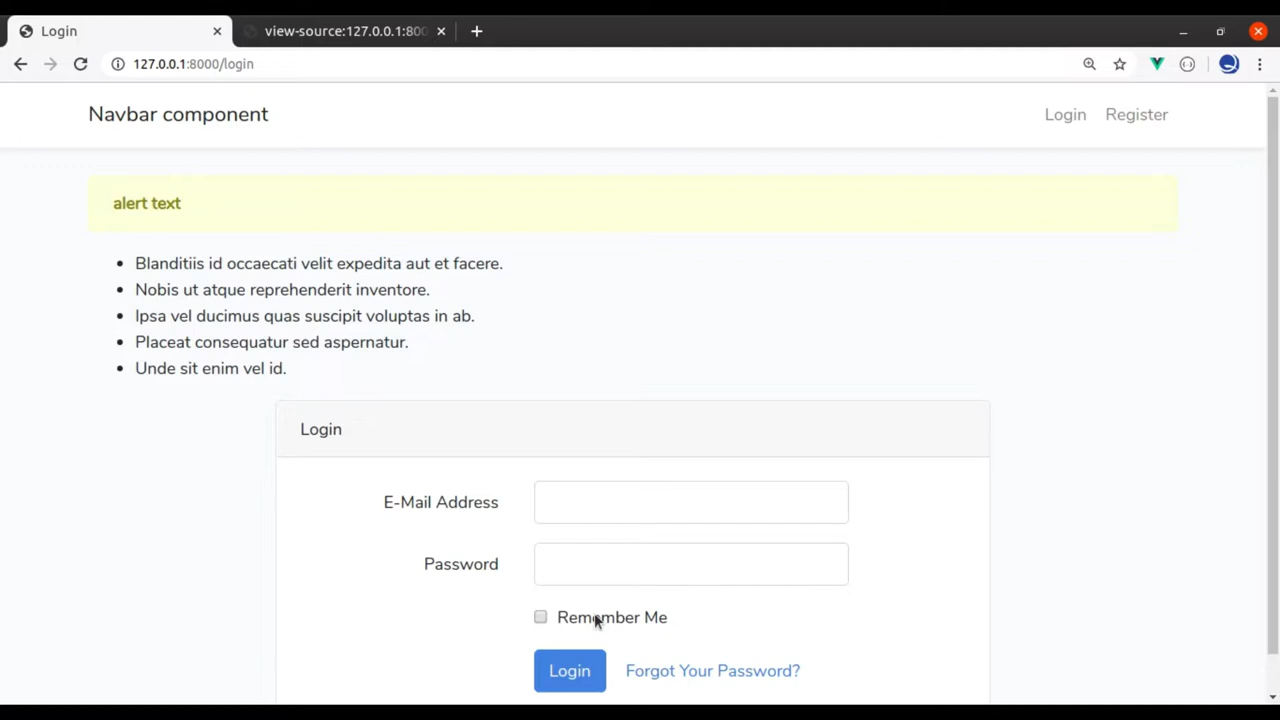 Login
view-source:127.0.0.1:800
127.0.0.1:8000/login
Navbar component
Login
Register
alert text
Blanditiis id occaecati velit expedita aut et facere.
Nobis ut atque reprehenderit inventore.
Ipsa vel ducimus quas suscipit voluptas in ab.
Placeat consequatur sed aspernatur.
Unde sit enim vel id.
Login
E-Mail Address
Password
Remember Me
Login
Forgot Your Password?